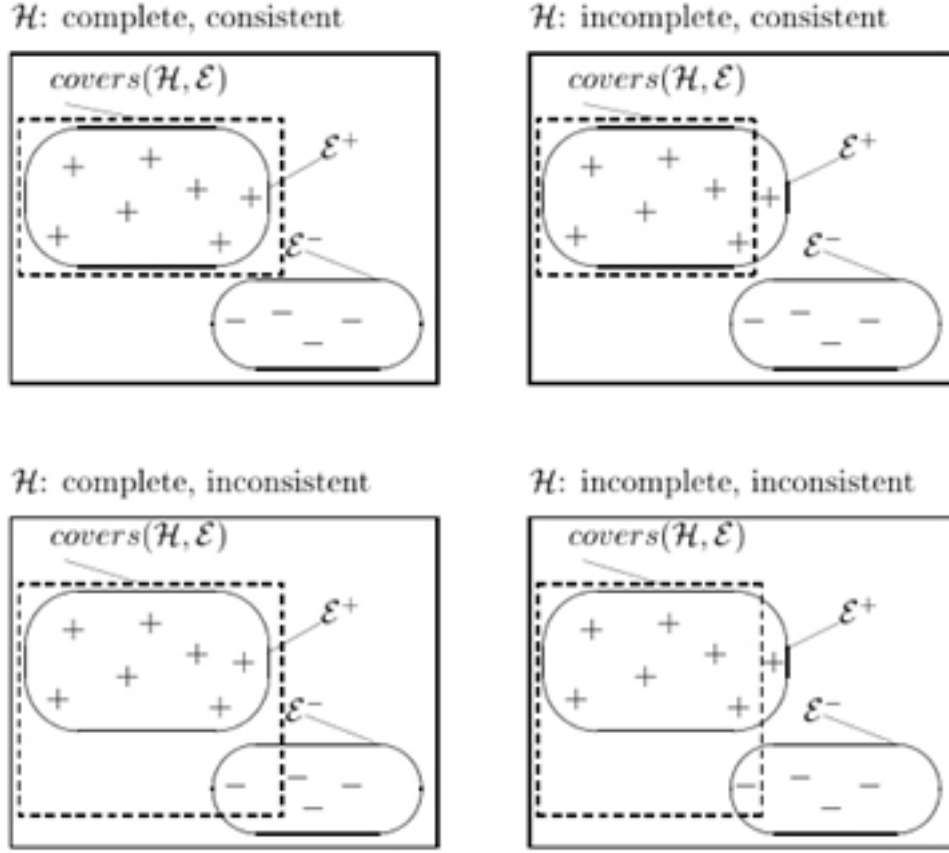 ℋ: complete, consistent
covers(ℋ, ℰ)
ℰ⁺
ℰ⁻
ℋ: incomplete, consistent
covers(ℋ, ℰ)
ℰ⁺
ℰ⁻
ℋ: complete, inconsistent
covers(ℋ, ℰ)
ℰ⁺
ℰ⁻
ℋ: incomplete, inconsistent
covers(ℋ, ℰ)
ℰ⁺
ℰ⁻